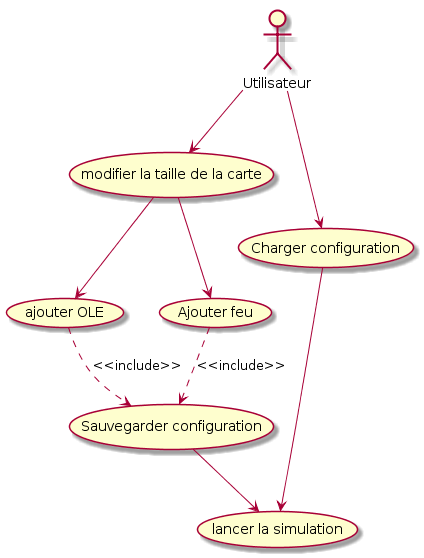 Utilisateur
modifier la taille de la carte
Charger configuration
ajouter OLE
Ajouter feu
<<include>>
<<include>>
Sauvegarder configuration
lancer la simulation